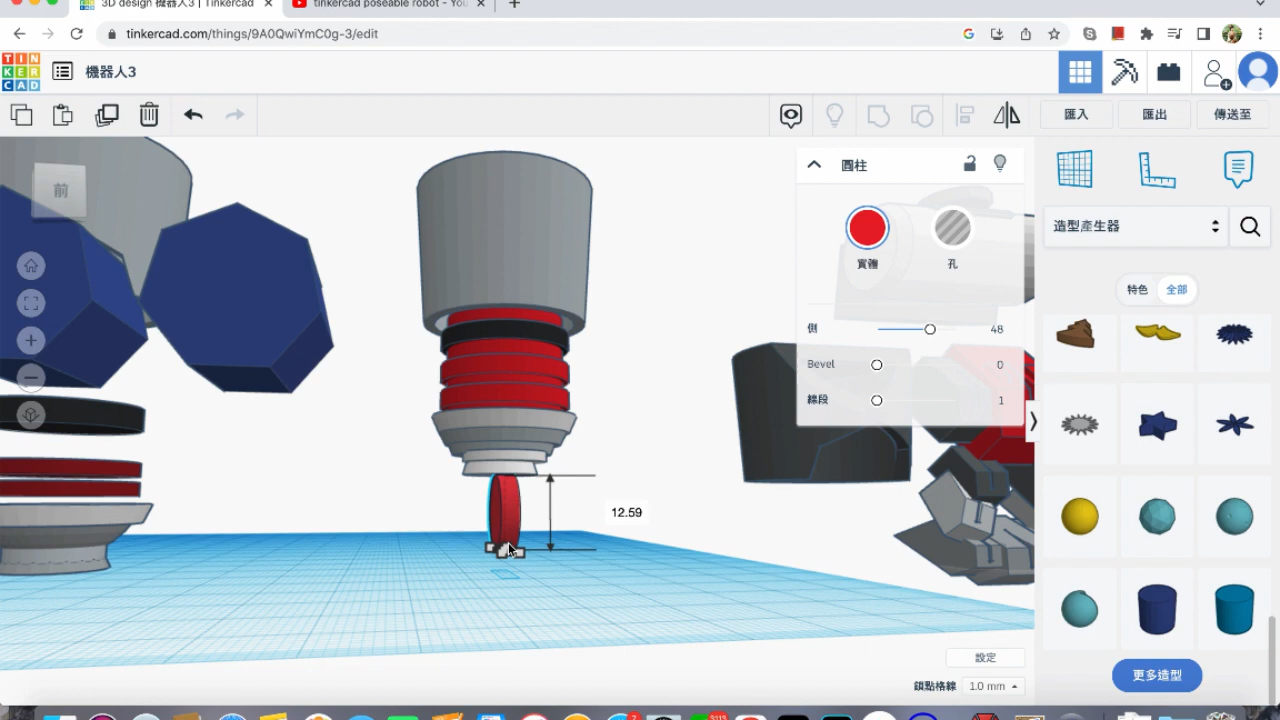 3D design 機器人3 | Tinkercad
tinkercad poseable robot - You
tinkercad.com/things/9A0QwiYmC0g-3/edit
TIN
KER
CAD
機器人3
匯入
匯出
傳送至
前
圓柱
實體
孔
側
48
Bevel
0
線段
1
12.59
造型產生器
特色
全部
更多造型
設定
鎖點格線
1.0 mm